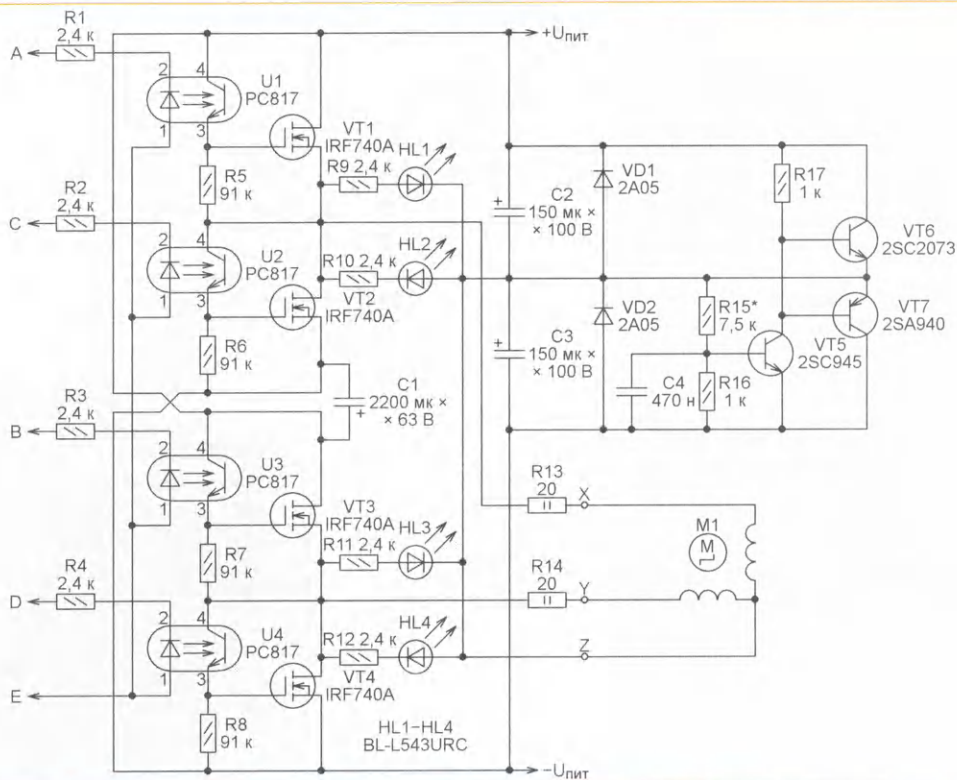 R1
2,4 к
A
2
4
U1
PC817
1
3
VT1
IRF740A
R9 2,4 к
HL1
R5
91 к
R2
2,4 к
C
2
4
U2
PC817
1
3
R10 2,4 к
HL2
VT2
IRF740A
R6
91 к
C1
2200 мк ×
× 63 В
+
R3
2,4 к
B
2
4
U3
PC817
1
3
VT3
IRF740A
R11 2,4 к
HL3
R7
91 к
R4
2,4 к
D
2
4
U4
PC817
1
3
R12 2,4 к
HL4
VT4
IRF740A
E
R8
91 к
HL1–HL4
BL-L543URC
+Uпит
+
C2
150 мк ×
× 100 В
VD1
2A05
R17
1 к
VT6
2SC2073
+
C3
150 мк ×
× 100 В
VD2
2A05
R15*
7,5 к
VT5
2SC945
VT7
2SA940
C4
470 н
R16
1 к
R13
20
X
M1
M
R14
20
Y
Z
−Uпит